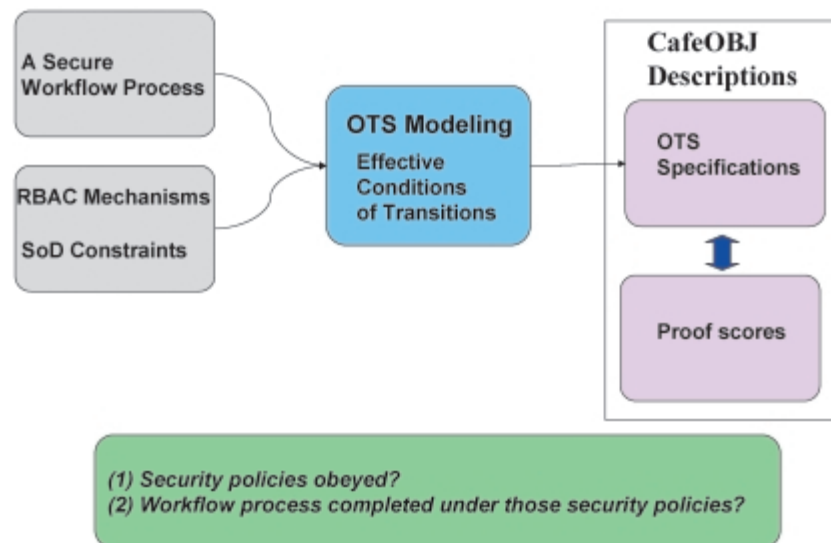 A Secure
Workflow Process
RBAC Mechanisms
SoD Constraints
OTS Modeling
Effective
Conditions
of Transitions
CafeOBJ
Descriptions
OTS
Specifications
Proof scores
(1) Security policies obeyed?
(2) Workflow process completed under those security policies?